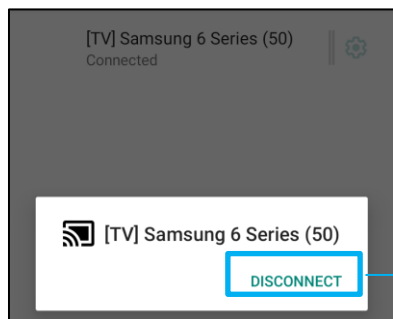 [TV] Samsung 6 Series (50)
Connected
[TV] Samsung 6 Series (50)
DISCONNECT